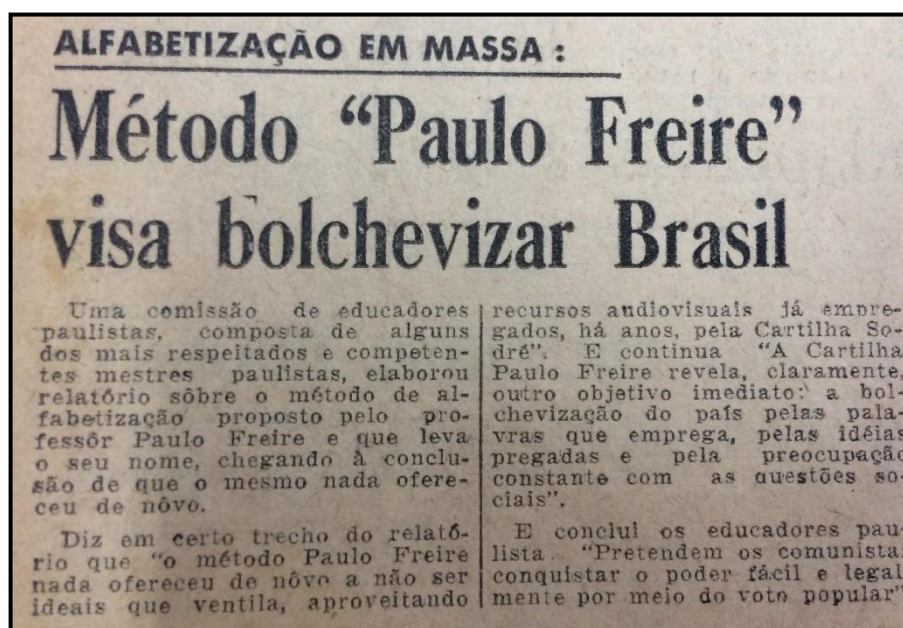 ALFABETIZAÇÃO EM MASSA :
Método “Paulo Freire”
visa bolchevizar Brasil
Uma comissão de educadores
paulistas, composta de alguns
dos mais respeitados e competen-
tes mestres paulistas, elaborou
relatório sôbre o método de al-
fabetização proposto pelo pro-
fessôr Paulo Freire e que leva
o seu nome, chegando à conclu-
são de que o mesmo nada ofere-
ceu de nôvo.
Diz em certo trecho do relató-
rio que “o método Paulo Freire
nada ofereceu de nôvo a não ser
ideais que ventila, aproveitando
recursos audiovisuais já empre-
gados, há anos, pela Cartilha So-
dré”. E continua “A Cartilha
Paulo Freire revela, claramente,
outro objetivo imediato: a bol-
chevização do país pelas pala-
vras que emprega, pelas idéias
pregadas e pela preocupação
constante com as questões so-
ciais”.
E conclui os educadores pau-
lista “Pretendem os comunista
conquistar o poder fácil e legal
mente por meio do voto popular”